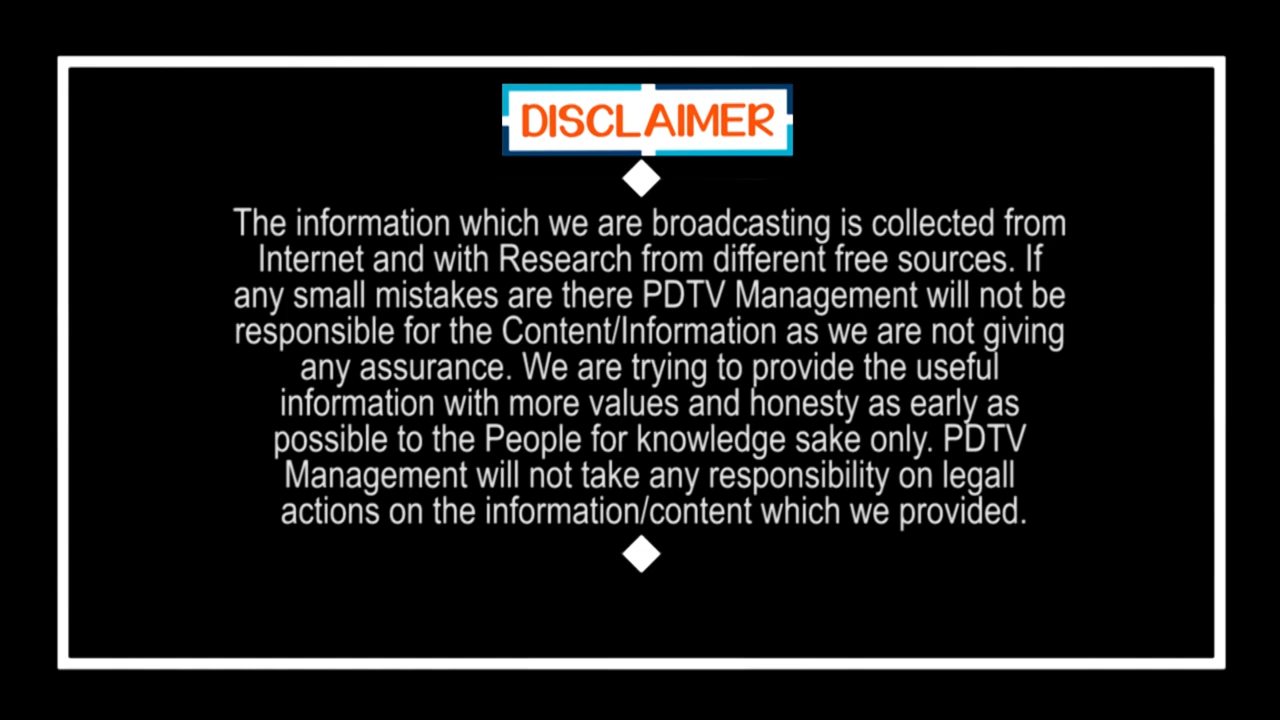 DISCLAIMER
The information which we are broadcasting is collected from
Internet and with Research from different free sources. If
any small mistakes are there PDTV Management will not be
responsible for the Content/Information as we are not giving
any assurance. We are trying to provide the useful
information with more values and honesty as early as
possible to the People for knowledge sake only. PDTV
Management will not take any responsibility on legall
actions on the information/content which we provided.